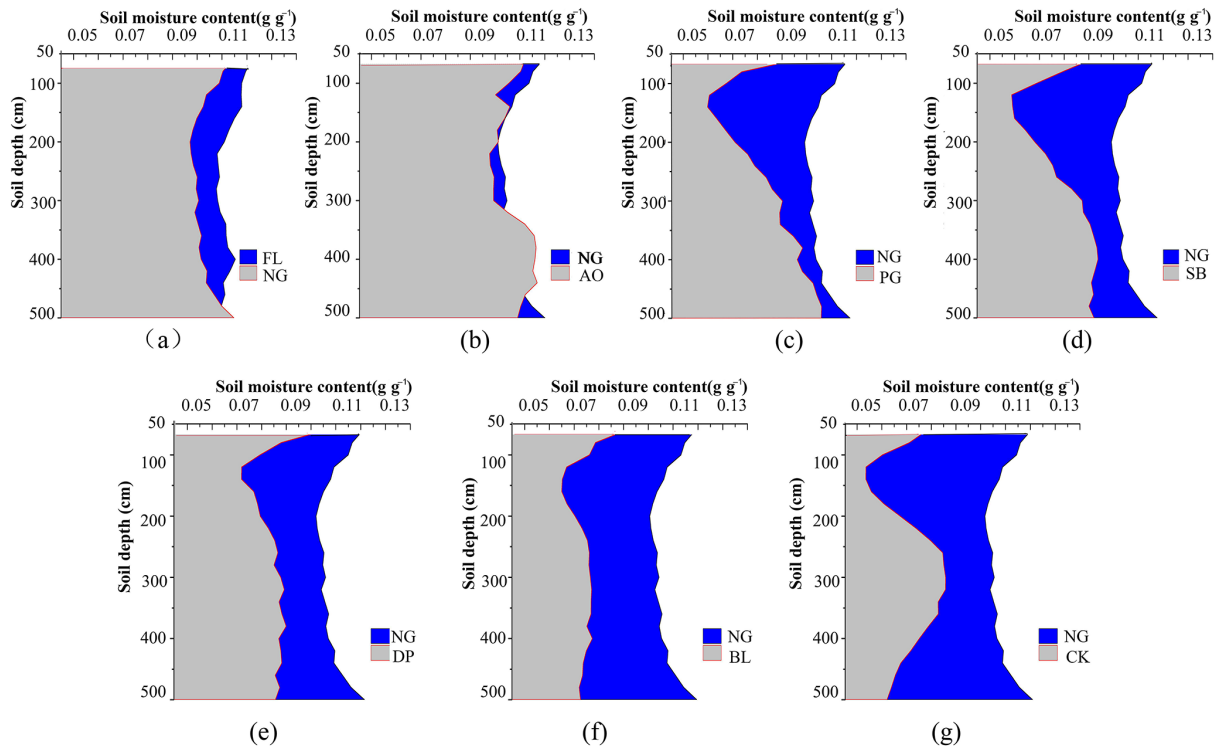 Soil moisture content(g g⁻¹)
0.05 0.07 0.09 0.11 0.13
50
100
200
300
400
500
Soil depth (cm)
FL
NG
(a)
Soil moisture content(g g⁻¹)
0.05 0.07 0.09 0.11 0.13
50
100
200
300
400
500
Soil depth (cm)
NG
AO
(b)
Soil moisture content(g g⁻¹)
0.05 0.07 0.09 0.11 0.13
50
100
200
300
400
500
Soil depth (cm)
NG
PG
(c)
Soil moisture content(g g⁻¹)
0.05 0.07 0.09 0.11 0.13
50
100
200
300
400
500
Soil depth (cm)
NG
SB
(d)
Soil moisture content(g g⁻¹)
0.05 0.07 0.09 0.11 0.13
50
100
200
300
400
500
Soil depth (cm)
NG
DP
(e)
Soil moisture content(g g⁻¹)
0.05 0.07 0.09 0.11 0.13
50
100
200
300
400
500
Soil depth (cm)
NG
BL
(f)
Soil moisture content(g g⁻¹)
0.05 0.07 0.09 0.11 0.13
50
100
200
300
400
500
Soil depth (cm)
NG
CK
(g)